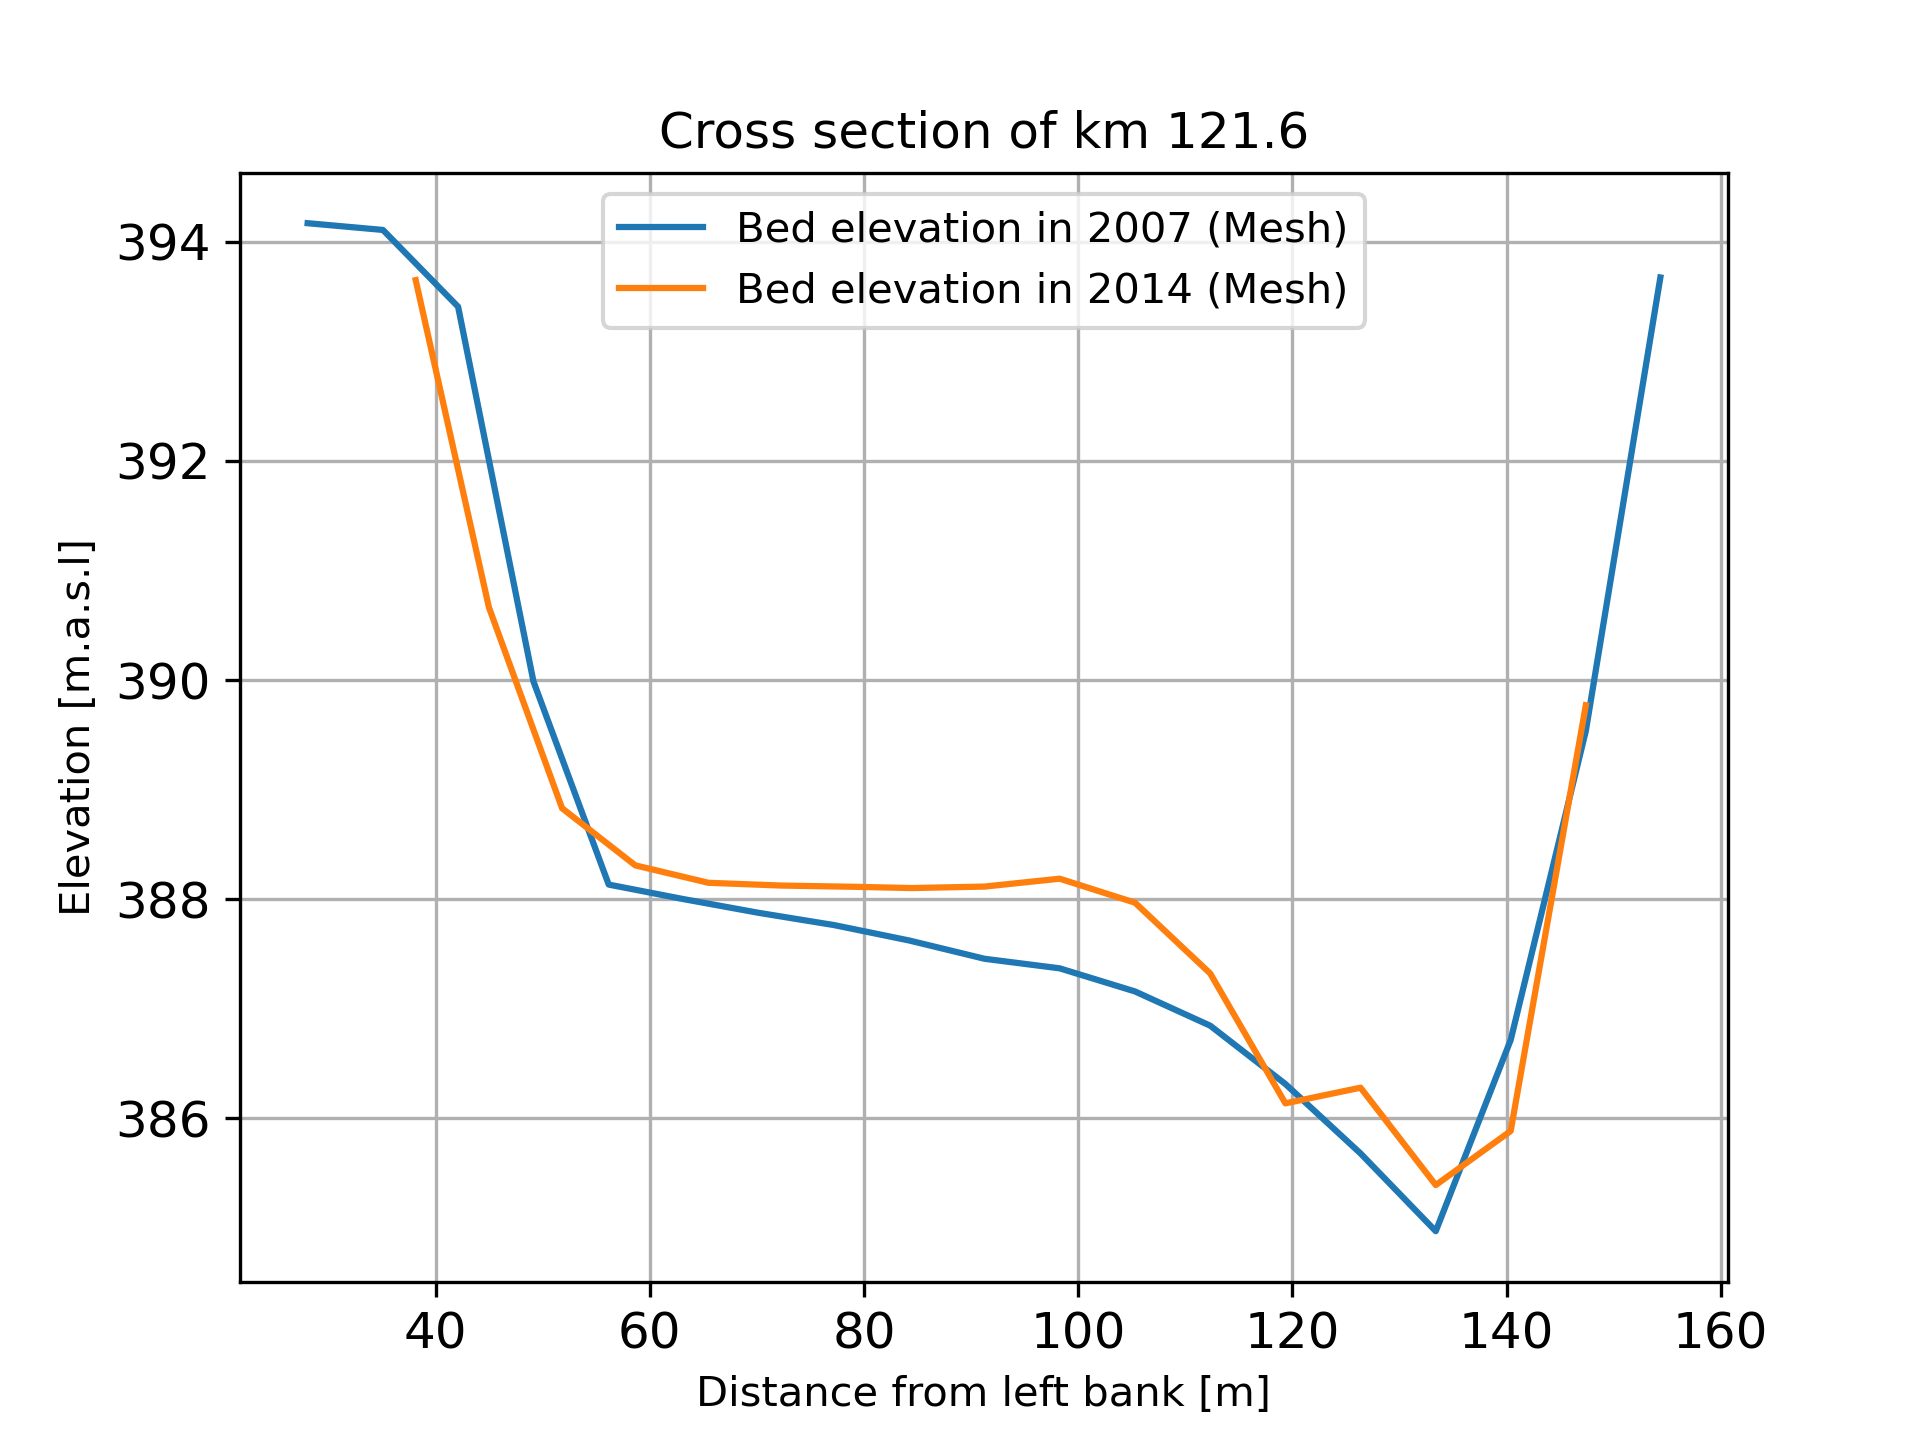 Cross section of km 121.6
Bed elevation in 2007 (Mesh)
Bed elevation in 2014 (Mesh)
394
392
390
388
386
Elevation [m.a.s.l]
40 60 80 100 120 140 160
Distance from left bank [m]